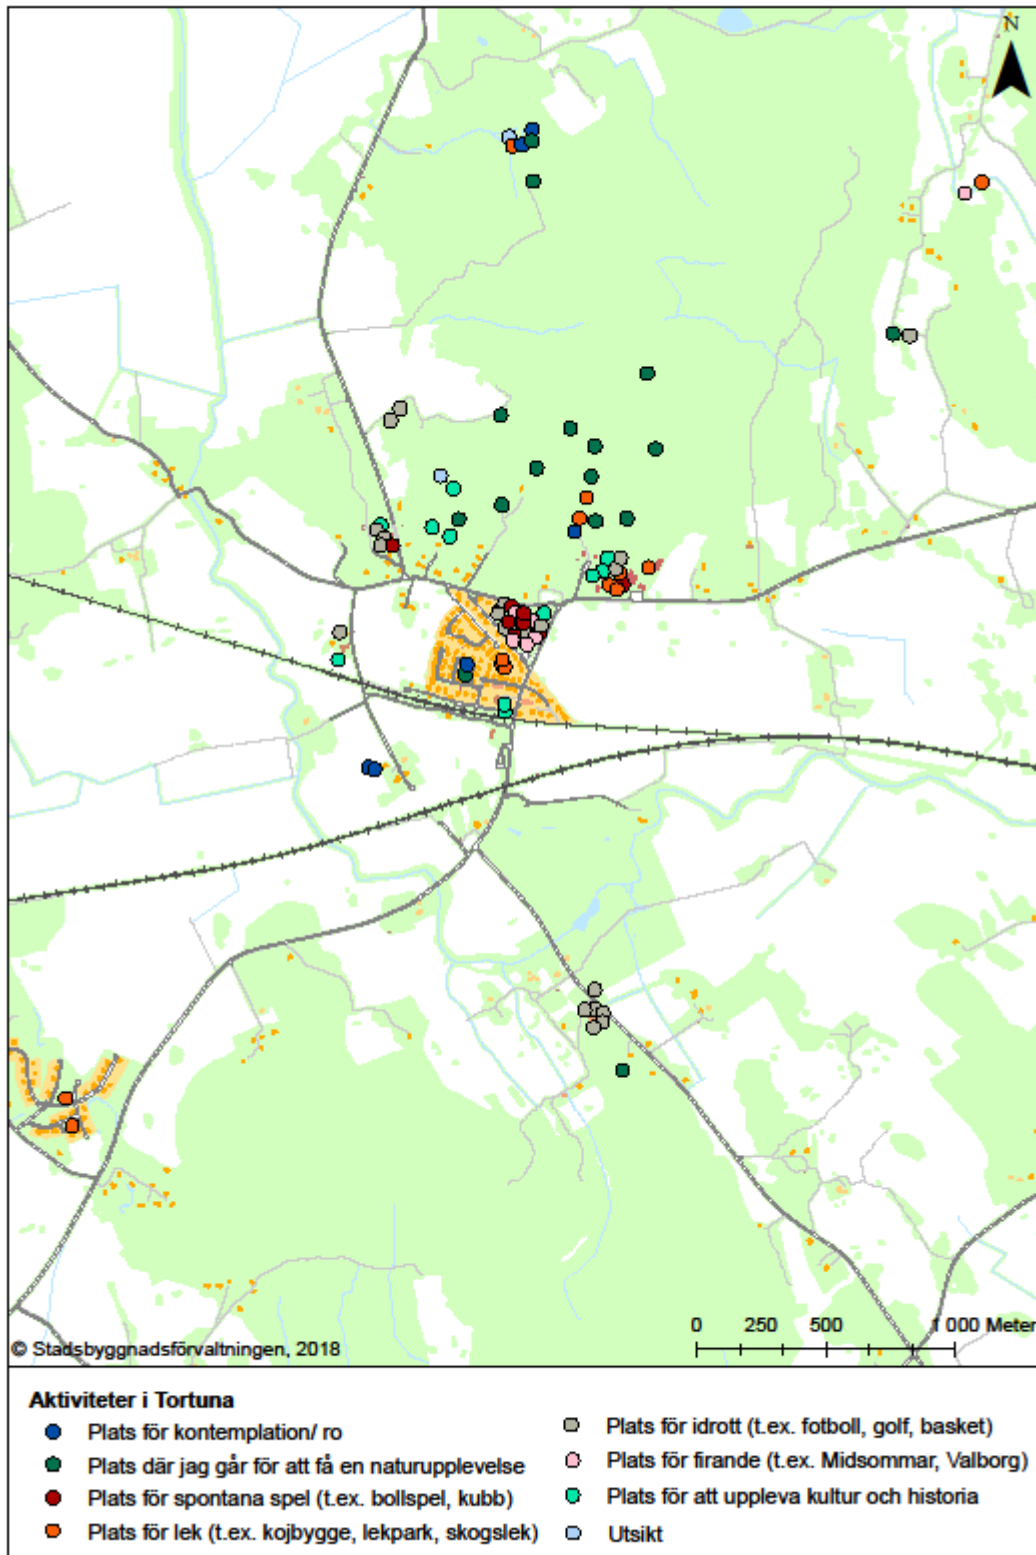 N
0 250 500 1 000 Meter
© Stadsbyggnadsförvaltningen, 2018
Aktiviteter i Tortuna
Plats för kontemplation/ ro
Plats där jag går för att få en naturupplevelse
Plats för spontana spel (t.ex. bollspel, kubb)
Plats för lek (t.ex. kojbygge, lekpark, skogslek)
Plats för idrott (t.ex. fotboll, golf, basket)
Plats för firande (t.ex. Midsommar, Valborg)
Plats för att uppleva kultur och historia
Utsikt